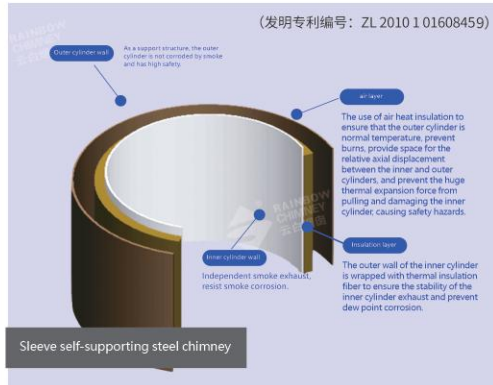 （发明专利编号：ZL 2010 1 01608459）
RAINBOW
CHIMNEY
Outer cylinder wall
As a support structure, the outer
cylinder is not corroded by smoke
and has high safety.
air layer
The use of air heat insulation to
ensure that the outer cylinder is
normal temperature, prevent
burns, provide space for the
relative axial displacement
between the inner and outer
cylinders, and prevent the huge
thermal expansion force from
pulling and damaging the inner
cylinder, causing safety hazards.
RAINBOW
CHIMNEY
Inner cylinder wall
Independent smoke exhaust,
resist smoke corrosion.
Insulation layer
The outer wall of the inner cylinder
is wrapped with thermal insulation
fiber to ensure the stability of the
inner cylinder exhaust and prevent
dew point corrosion.
Sleeve self-supporting steel chimney